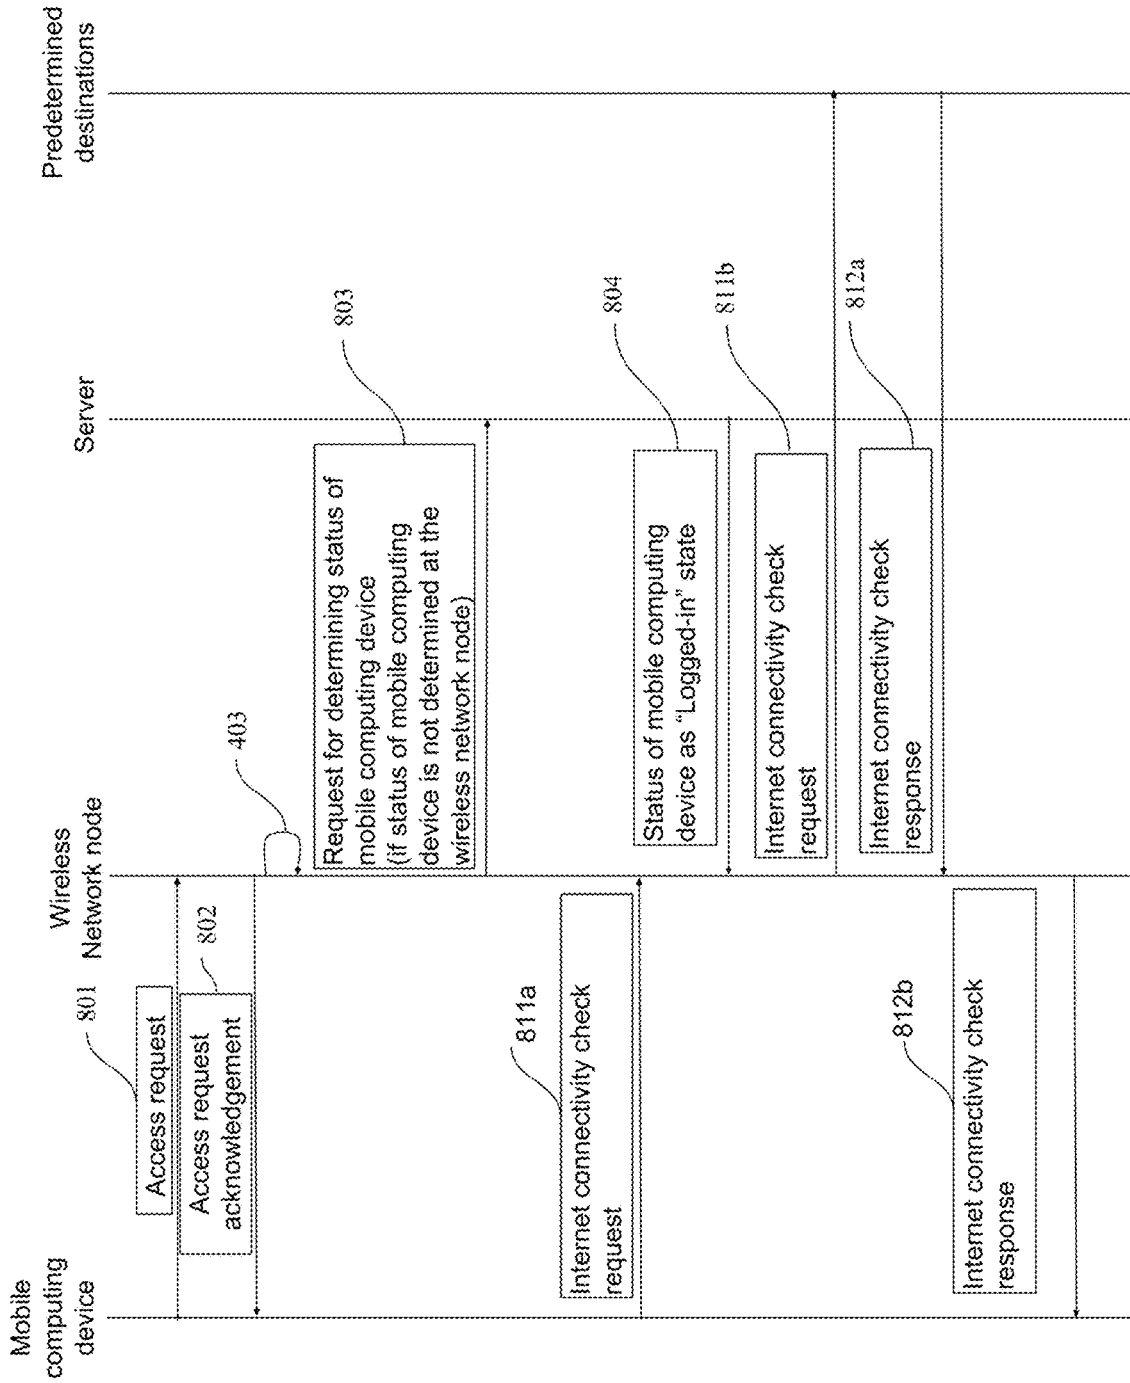 Mobile
computing
device
Wireless
Network node
Server
Predetermined
destinations
801
Access request
802
Access request
acknowledgement
403
803
Request for determining status of
mobile computing device
(if status of mobile computing
device is not determined at the
wireless network node)
811a
Internet connectivity check
request
804
Status of mobile computing
device as “Logged-in” state
811b
Internet connectivity check
request
812a
Internet connectivity check
response
812b
Internet connectivity check
response